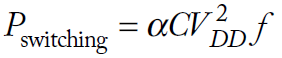 P_switching = αCV_DD^2 f